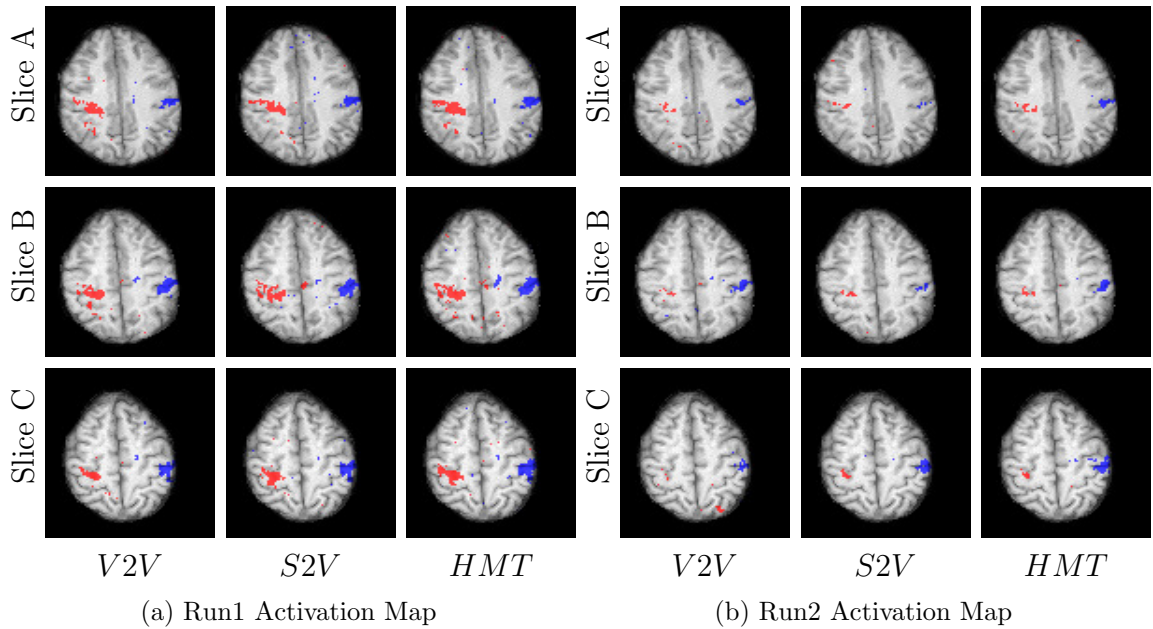 Slice A
Slice B
Slice C
V2V S2V HMT
(a) Run1 Activation Map
Slice A
Slice B
Slice C
V2V S2V HMT
(b) Run2 Activation Map